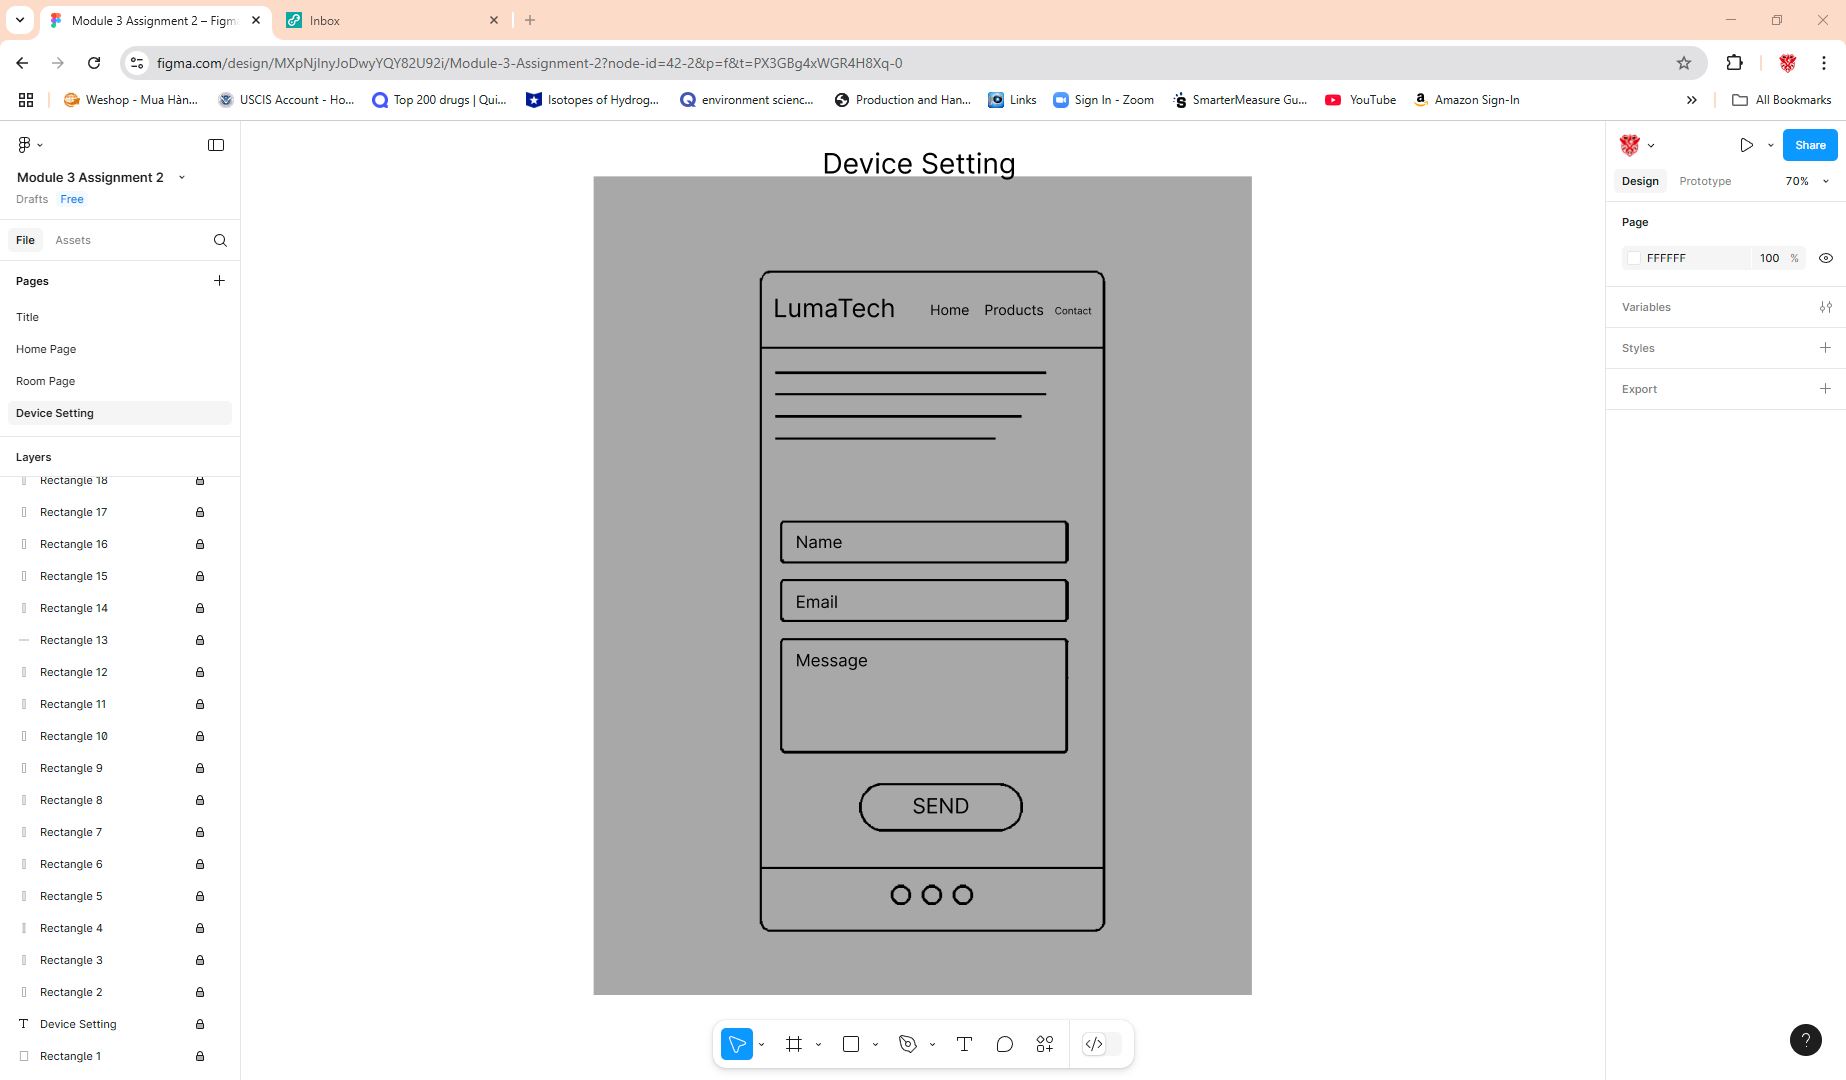 Module 3 Assignment 2 – Figm
Inbox
figma.com/design/MXpNjlnyJoDwyYQY82U92i/Module-3-Assignment-2?node-id=42-2&p=f&t=PX3GBg4xWGR4H8Xq-0
Weshop - Mua Hàn...
USCIS Account - Ho...
Top 200 drugs | Qui...
Isotopes of Hydrog...
environment scienc...
Production and Han...
Links
Sign In - Zoom
SmarterMeasure Gu...
YouTube
Amazon Sign-In
All Bookmarks
Module 3 Assignment 2
Drafts Free
File Assets
Pages
Title
Home Page
Room Page
Device Setting
Layers
Rectangle 18
Rectangle 17
Rectangle 16
Rectangle 15
Rectangle 14
Rectangle 13
Rectangle 12
Rectangle 11
Rectangle 10
Rectangle 9
Rectangle 8
Rectangle 7
Rectangle 6
Rectangle 5
Rectangle 4
Rectangle 3
Rectangle 2
Device Setting
Rectangle 1
Device Setting
LumaTech Home Products Contact
Name
Email
Message
SEND
Share
Design Prototype 70%
Page
FFFFFF 100 %
Variables
Styles
Export
?